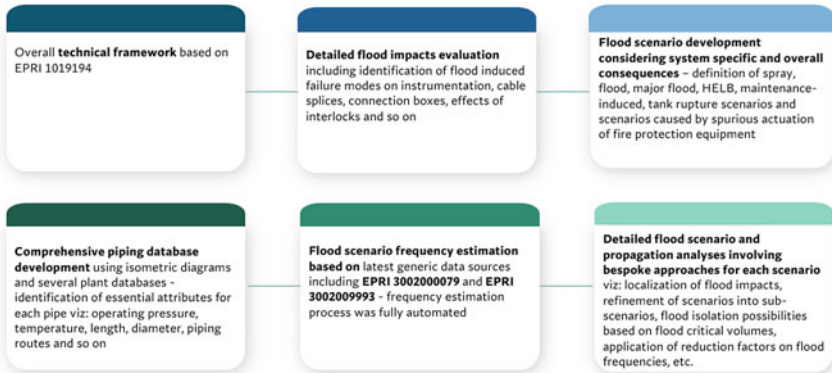 Overall technical framework based on
EPRI 1019194
Detailed flood impacts evaluation
including identification of flood induced
failure modes on instrumentation, cable
splices, connection boxes, effects of
interlocks and so on
Flood scenario development
considering system specific and overall
consequences – definition of spray,
flood, major flood, HELB, maintenance-
induced, tank rupture scenarios and
scenarios caused by spurious actuation
of fire protection equipment
Comprehensive piping database
development using isometric diagrams
and several plant databases -
identification of essential attributes for
each pipe viz: operating pressure,
temperature, length, diameter, piping
routes and so on
Flood scenario frequency estimation
based on latest generic data sources
including EPRI 3002000079 and EPRI
3002009993 - frequency estimation
process was fully automated
Detailed flood scenario and
propagation analyses involving
bespoke approaches for each scenario
viz: localization of flood impacts,
refinement of scenarios into sub-
scenarios, flood isolation possibilities
based on flood critical volumes,
application of reduction factors on flood
frequencies, etc.